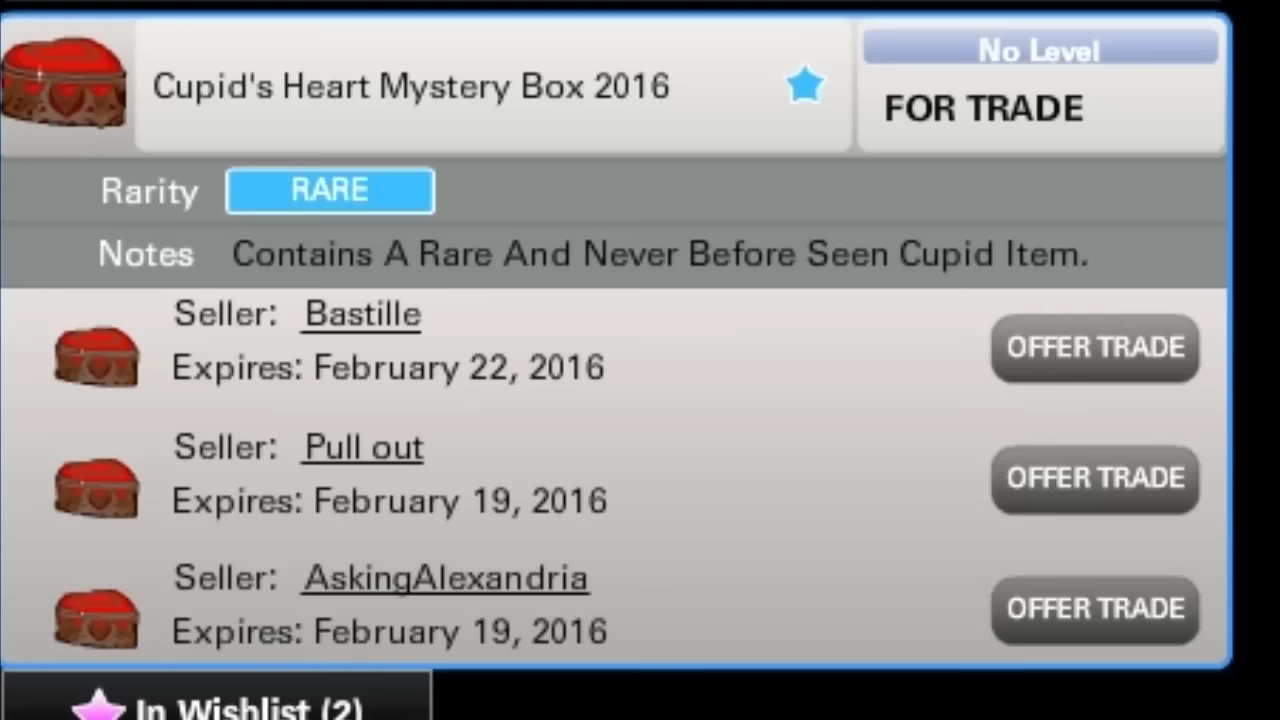 Cupid's Heart Mystery Box 2016
No Level
FOR TRADE
Rarity RARE
Notes Contains A Rare And Never Before Seen Cupid Item.
Seller: Bastille
Expires: February 22, 2016
OFFER TRADE
Seller: Pull out
Expires: February 19, 2016
OFFER TRADE
Seller: AskingAlexandria
Expires: February 19, 2016
OFFER TRADE
In Wishlist (2)